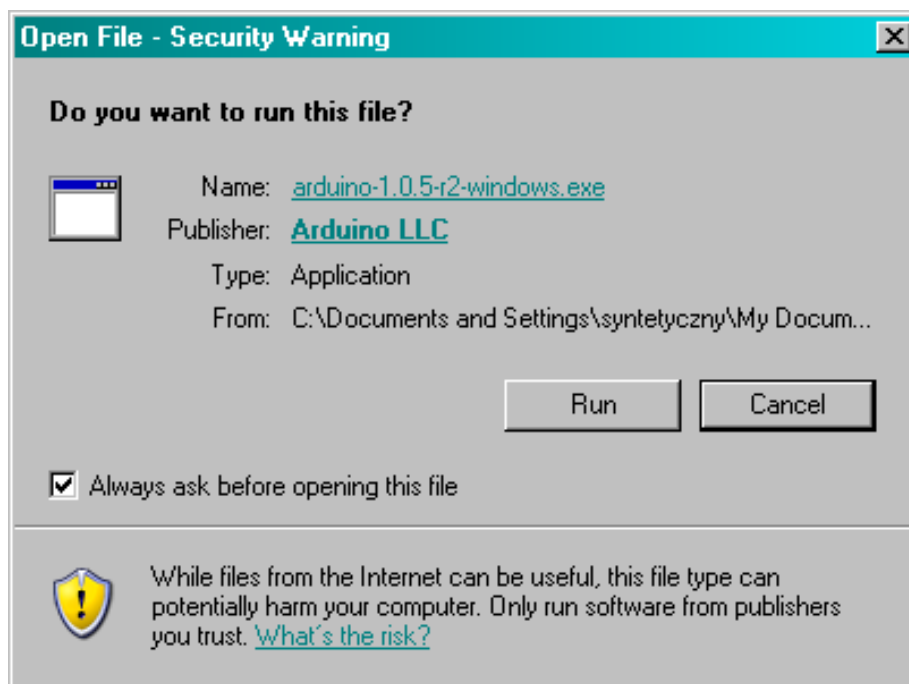 Open File - Security Warning
Do you want to run this file?
Name: arduino-1.0.5-r2-windows.exe
Publisher: Arduino LLC
Type: Application
From: C:\Documents and Settings\syntetyczny\My Docum...
Run Cancel
Always ask before opening this file
While files from the Internet can be useful, this file type can
potentially harm your computer. Only run software from publishers
you trust. What's the risk?